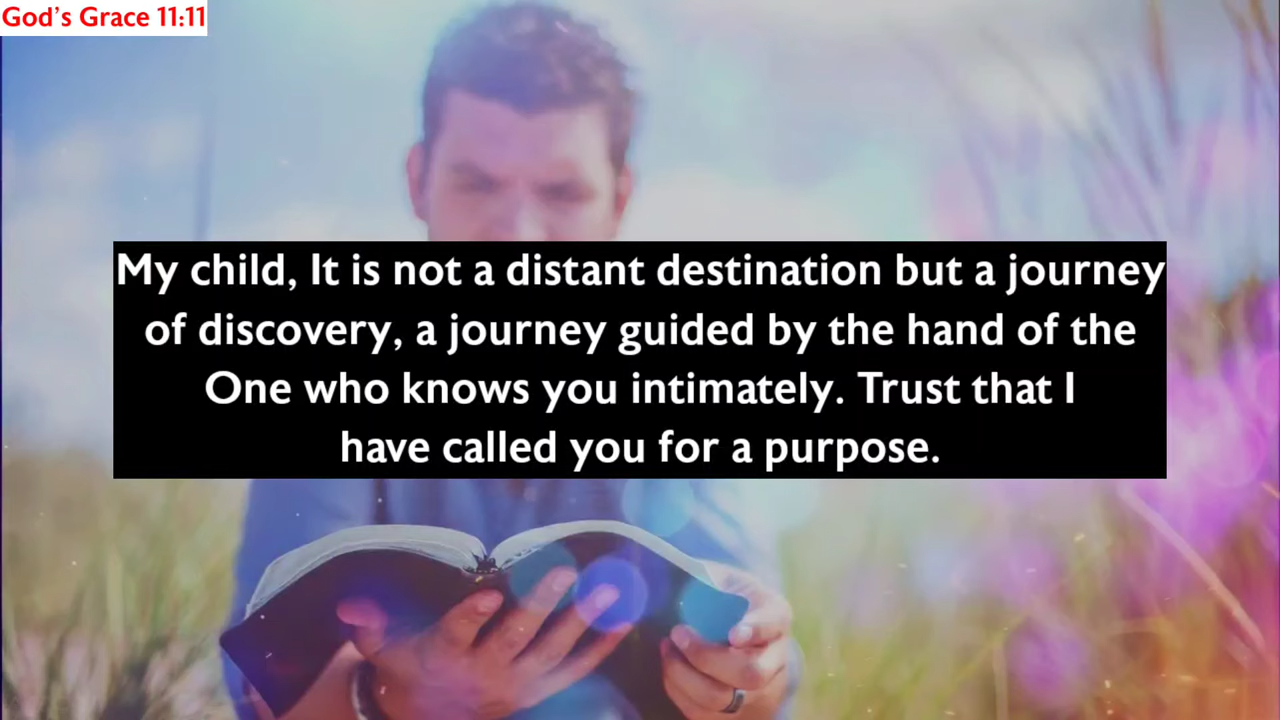 God's Grace 11:11
My child, It is not a distant destination but a journey
of discovery, a journey guided by the hand of the
One who knows you intimately. Trust that I
have called you for a purpose.